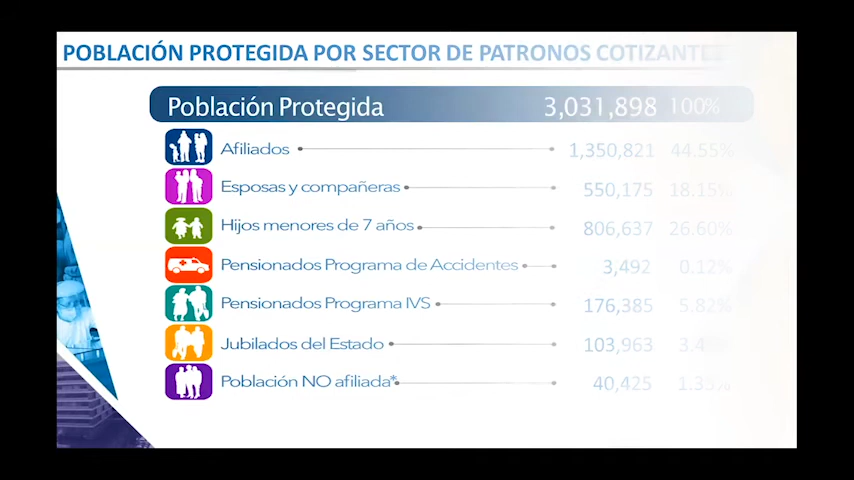 POBLACIÓN PROTEGIDA POR SECTOR DE PATRONOS COTIZANTES
Población Protegida 3,031,898 100%
Afiliados 1,350,821 44.55%
Esposas y compañeras 550,175 18.15%
Hijos menores de 7 años 806,637 26.60%
Pensionados Programa de Accidentes 3,492 0.12%
Pensionados Programa IVS 176,385 5.82%
Jubilados del Estado 103,963
Población NO afiliada* 40,425